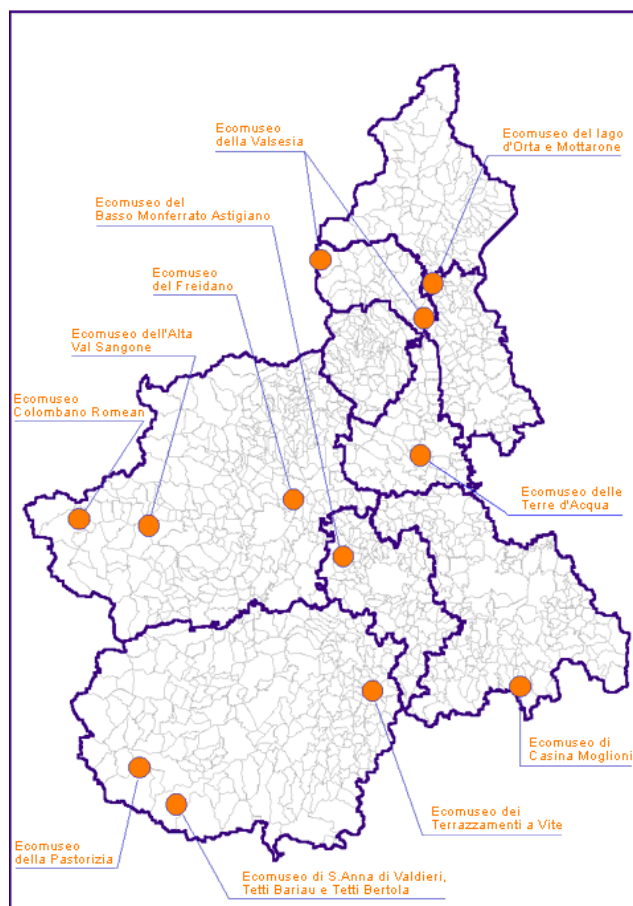 Ecomuseo
della Valsesia
Ecomuseo del lago
d'Orta e Mottarone
Ecomuseo del
Basso Monferrato Astigiano
Ecomuseo
del Freidano
Ecomuseo dell'Alta
Val Sangone
Ecomuseo
Colombano Romean
Ecomuseo delle
Terre d'Acqua
Ecomuseo di
Casina Moglioni
Ecomuseo dei
Terrazzamenti a Vite
Ecomuseo
della Pastorizia
Ecomuseo di S.Anna di Valdieri,
Tetti Bariau e Tetti Bertola